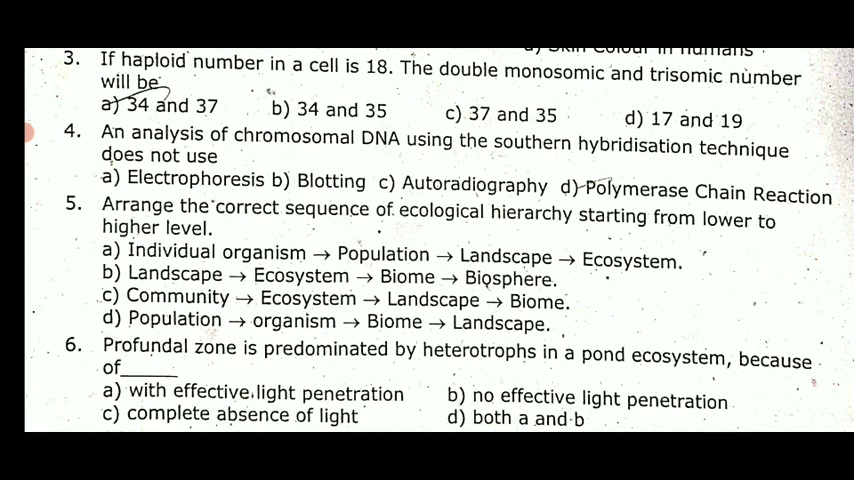 d) Skin Colour in humans
3. If haploid number in a cell is 18. The double monosomic and trisomic number
will be
a) 34 and 37 b) 34 and 35 c) 37 and 35 d) 17 and 19
4. An analysis of chromosomal DNA using the southern hybridisation technique
does not use
a) Electrophoresis b) Blotting c) Autoradiography d) Polymerase Chain Reaction
5. Arrange the correct sequence of ecological hierarchy starting from lower to
higher level.
a) Individual organism → Population → Landscape → Ecosystem.
b) Landscape → Ecosystem → Biome → Biosphere.
c) Community → Ecosystem → Landscape → Biome.
d) Population → organism → Biome → Landscape.
6. Profundal zone is predominated by heterotrophs in a pond ecosystem, because
of_____
a) with effective light penetration b) no effective light penetration
c) complete absence of light d) both a and b